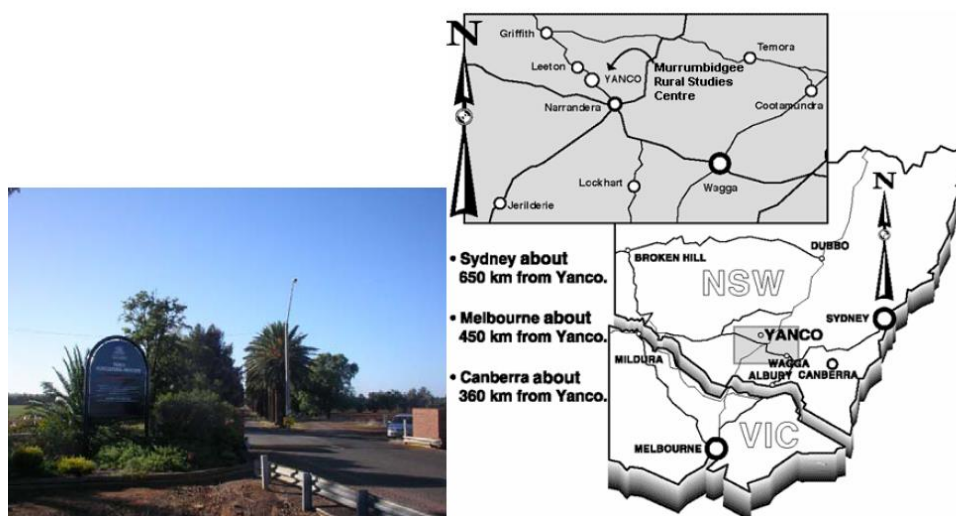 N
Griffith
Temora
Leeton
YANCO
Murrumbidgee
Rural Studies
Centre
Narrandera
Cootamundra
Lockhart
Wagga
Jerilderie
N
• Sydney about
650 km from Yanco.
• Melbourne about
450 km from Yanco.
• Canberra about
360 km from Yanco.
DUBBO
BROKEN HILL
NSW
SYDNEY
YANCO
MILDURA
WAGGA
ALBURY CANBERRA
VIC
MELBOURNE